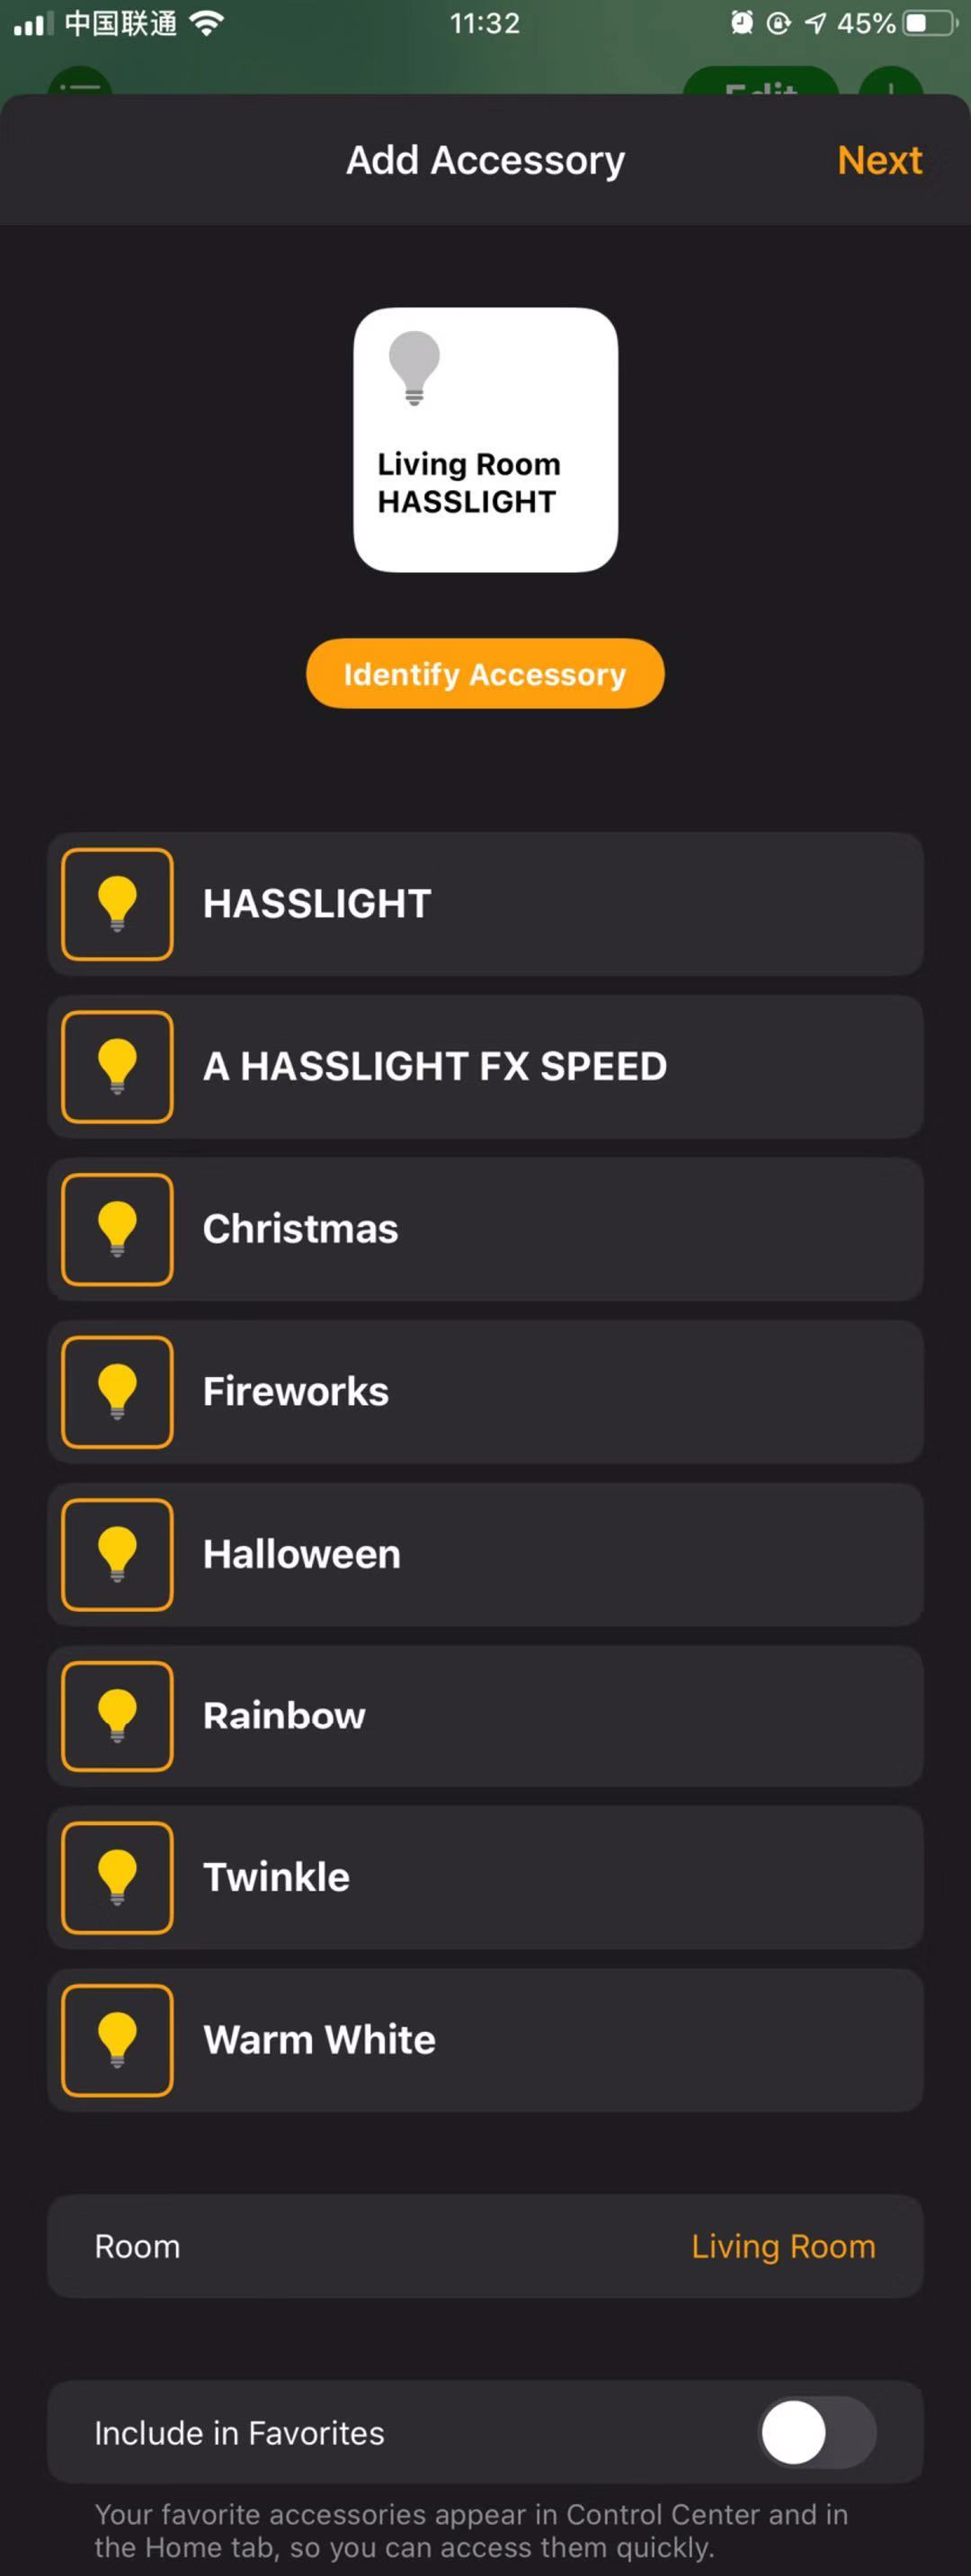 中国联通
11:32
45%
Edit
Add Accessory
Next
Living Room
HASSLIGHT
Identify Accessory
HASSLIGHT
A HASSLIGHT FX SPEED
Christmas
Fireworks
Halloween
Rainbow
Twinkle
Warm White
Room
Living Room
Include in Favorites
Your favorite accessories appear in Control Center and in
the Home tab, so you can access them quickly.